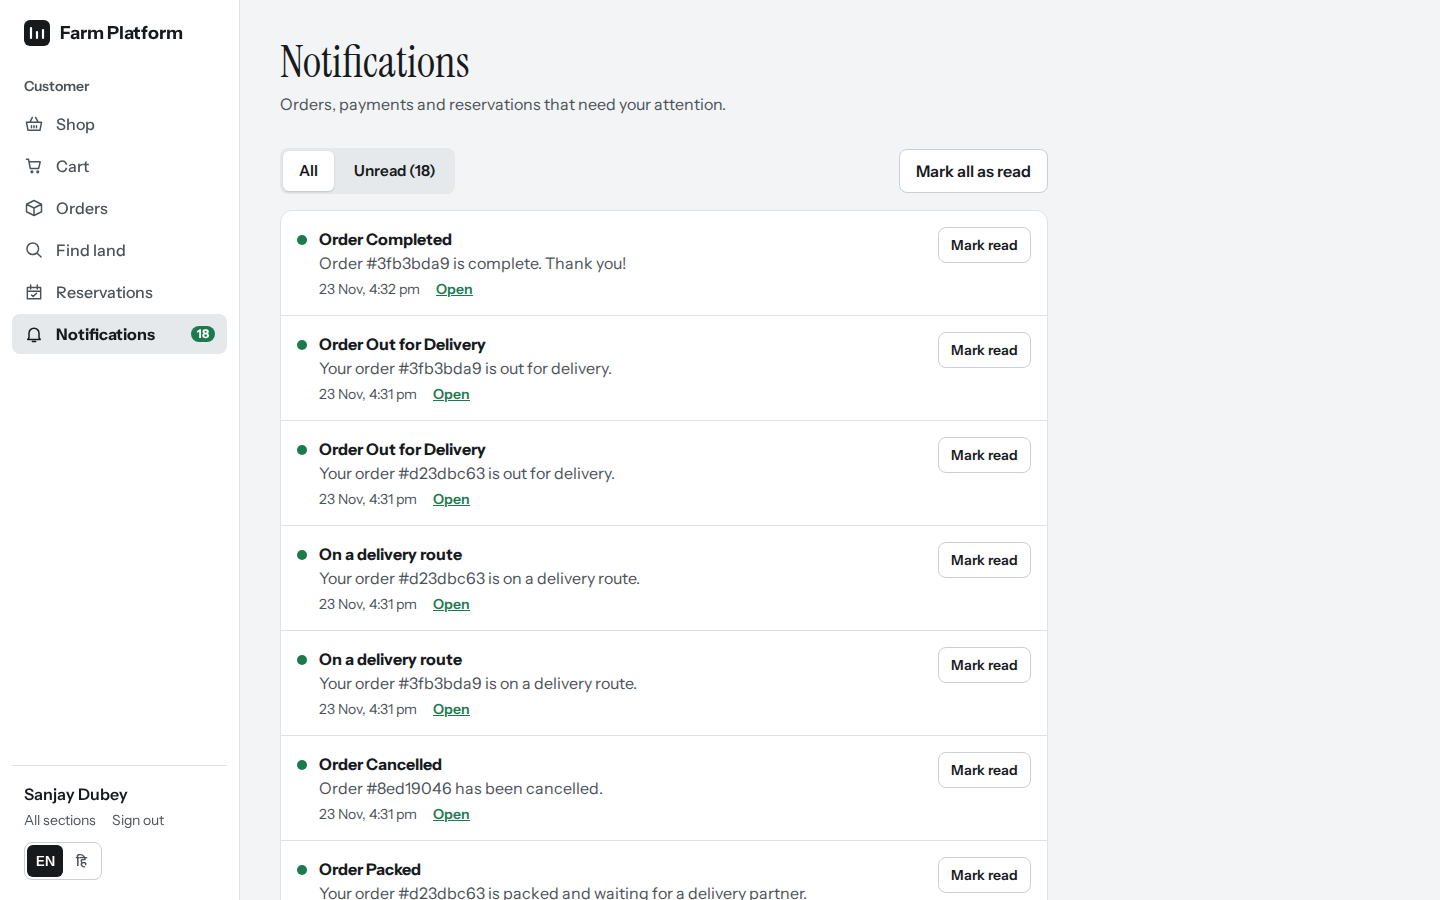 Farm Platform
Customer
Shop
Cart
Orders
Find land
Reservations
Notifications 18
Sanjay Dubey
All sections Sign out
EN हि
Notifications
Orders, payments and reservations that need your attention.
All Unread (18) Mark all as read
Order Completed Mark read
Order #3fb3bda9 is complete. Thank you!
23 Nov, 4:32 pm Open
Order Out for Delivery Mark read
Your order #3fb3bda9 is out for delivery.
23 Nov, 4:31 pm Open
Order Out for Delivery Mark read
Your order #d23dbc63 is out for delivery.
23 Nov, 4:31 pm Open
On a delivery route Mark read
Your order #d23dbc63 is on a delivery route.
23 Nov, 4:31 pm Open
On a delivery route Mark read
Your order #3fb3bda9 is on a delivery route.
23 Nov, 4:31 pm Open
Order Cancelled Mark read
Order #8ed19046 has been cancelled.
23 Nov, 4:31 pm Open
Order Packed Mark read
Your order #d23dbc63 is packed and waiting for a delivery partner.